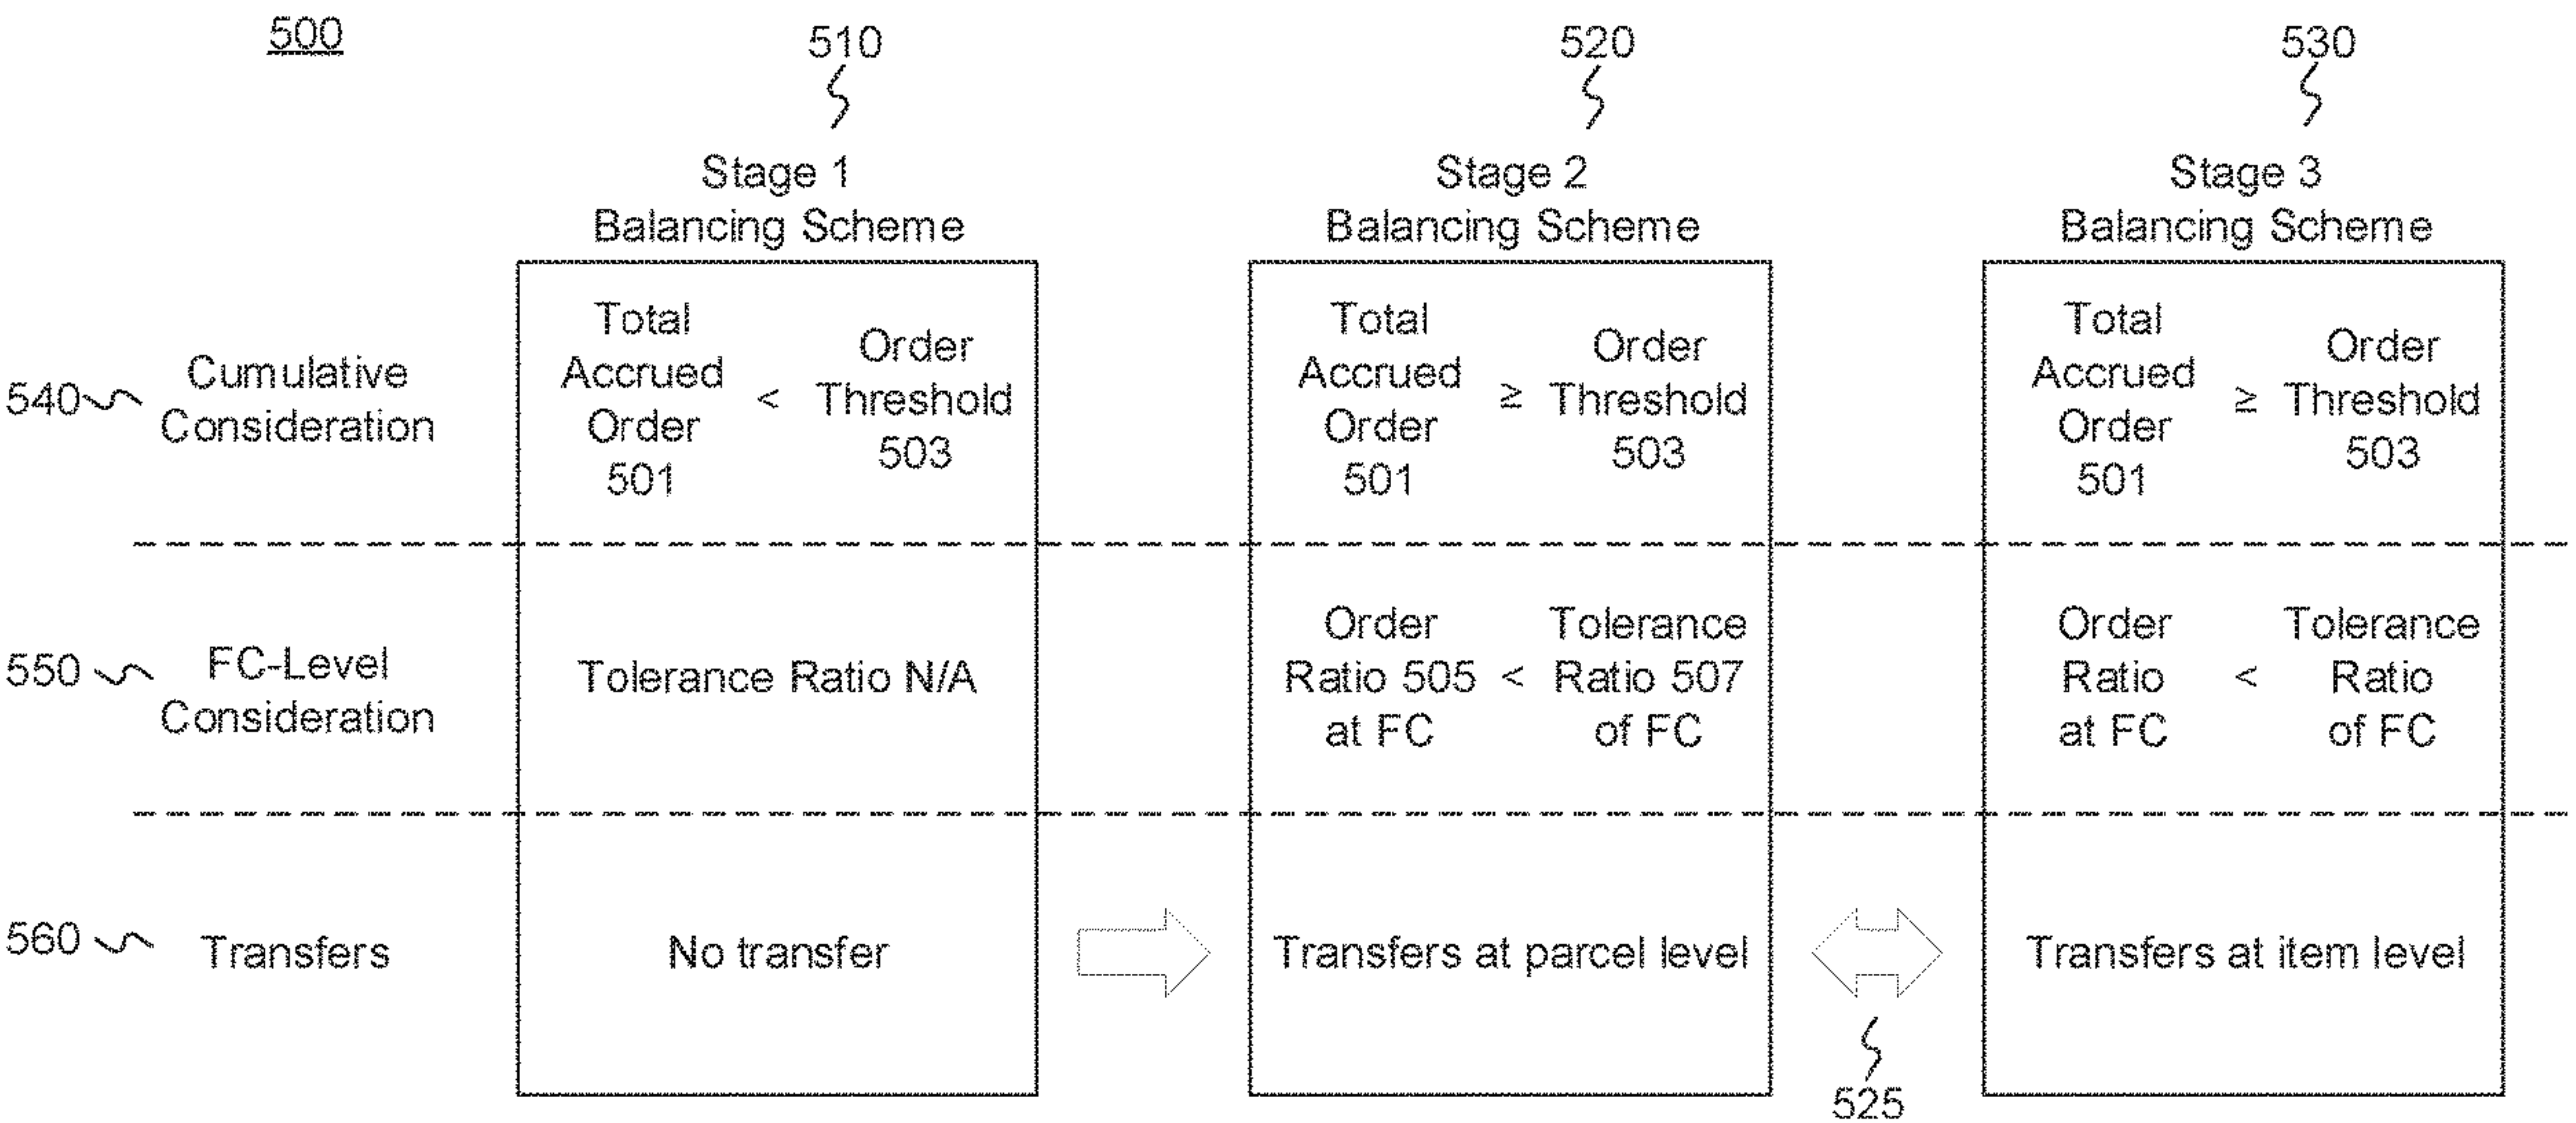 500
510
520
530
Stage 1
Balancing Scheme
Stage 2
Balancing Scheme
Stage 3
Balancing Scheme
540
Cumulative
Consideration
Total
Accrued
Order
501
<
Order
Threshold
503
Total
Accrued
Order
501
≥
Order
Threshold
503
Total
Accrued
Order
501
≥
Order
Threshold
503
550
FC-Level
Consideration
Tolerance Ratio N/A
Order
Ratio 505
at FC
<
Tolerance
Ratio 507
of FC
Order
Ratio
at FC
<
Tolerance
Ratio
of FC
560
Transfers
No transfer
Transfers at parcel level
Transfers at item level
525